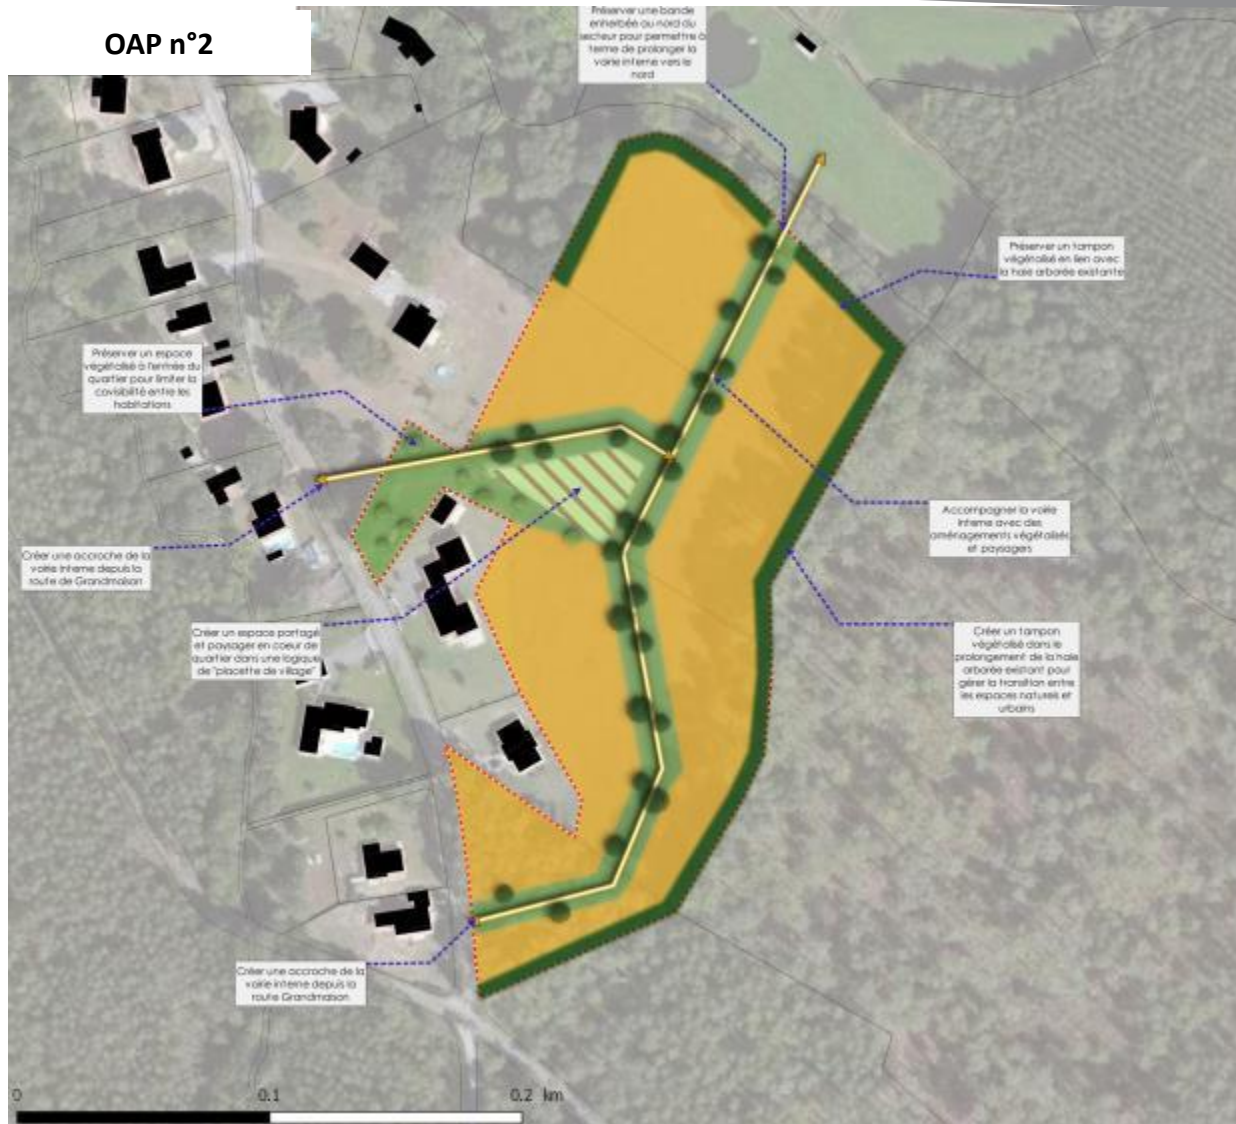 OAP n°2
Préserver une bande
enherbée au nord du
secteur pour permettre à
terme de prolonger la
voirie interne vers le
nord
Préserver un tampon
végétalisé en lien avec
la haie arborée existante
Préserver un espace
végétalisé à l'entrée du
quartier pour limiter la
covisibilité entre les
habitations
Accompagner la voirie
interne avec des
aménagements végétalisés
et paysagers
Créer une accroche de la
voirie interne depuis la
route de Grandmaison
Créer un espace partagé
et paysager en coeur de
quartier dans une logique
de "placette de village"
Créer un tampon
végétalisé dans le
prolongement de la haie
arborée existant pour
gérer la transition entre
les espaces naturels et
urbains
Créer une accroche de la
voirie interne depuis la
route Grandmaison
0 0.1 0.2 km